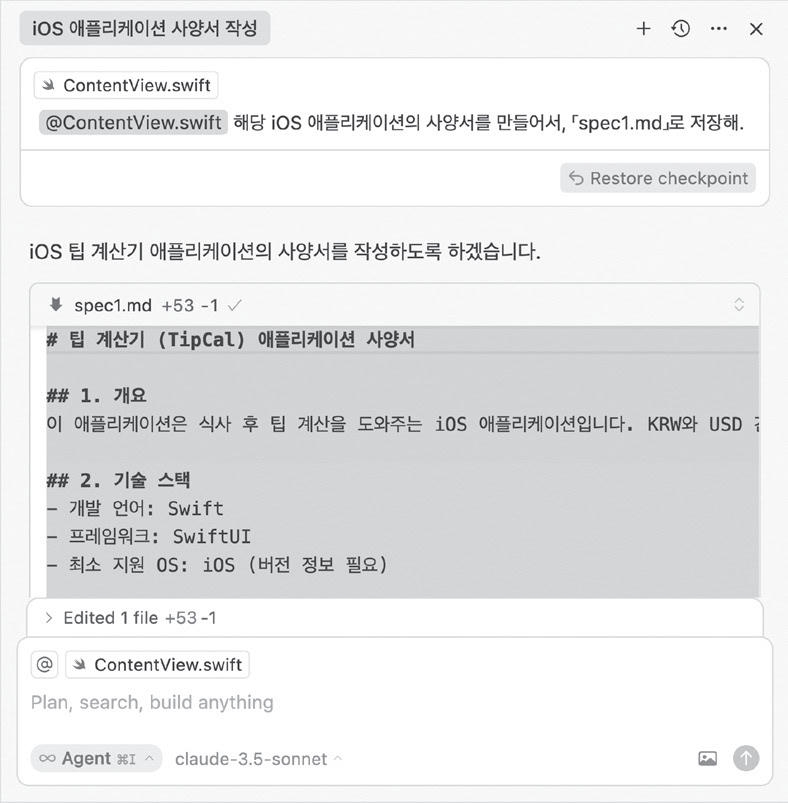 iOS 애플리케이션 사양서 작성
ContentView.swift
@ContentView.swift 해당 iOS 애플리케이션의 사양서를 만들어서, 「spec1.md」로 저장해.
Restore checkpoint
iOS 팁 계산기 애플리케이션의 사양서를 작성하도록 하겠습니다.
spec1.md +53 -1
# 팁 계산기 (TipCal) 애플리케이션 사양서
## 1. 개요
이 애플리케이션은 식사 후 팁 계산을 도와주는 iOS 애플리케이션입니다. KRW와 USD
## 2. 기술 스택
- 개발 언어: Swift
- 프레임워크: SwiftUI
- 최소 지원 OS: iOS (버전 정보 필요)
Edited 1 file +53 -1
@ ContentView.swift
Plan, search, build anything
Agent ⌘I claude-3.5-sonnet